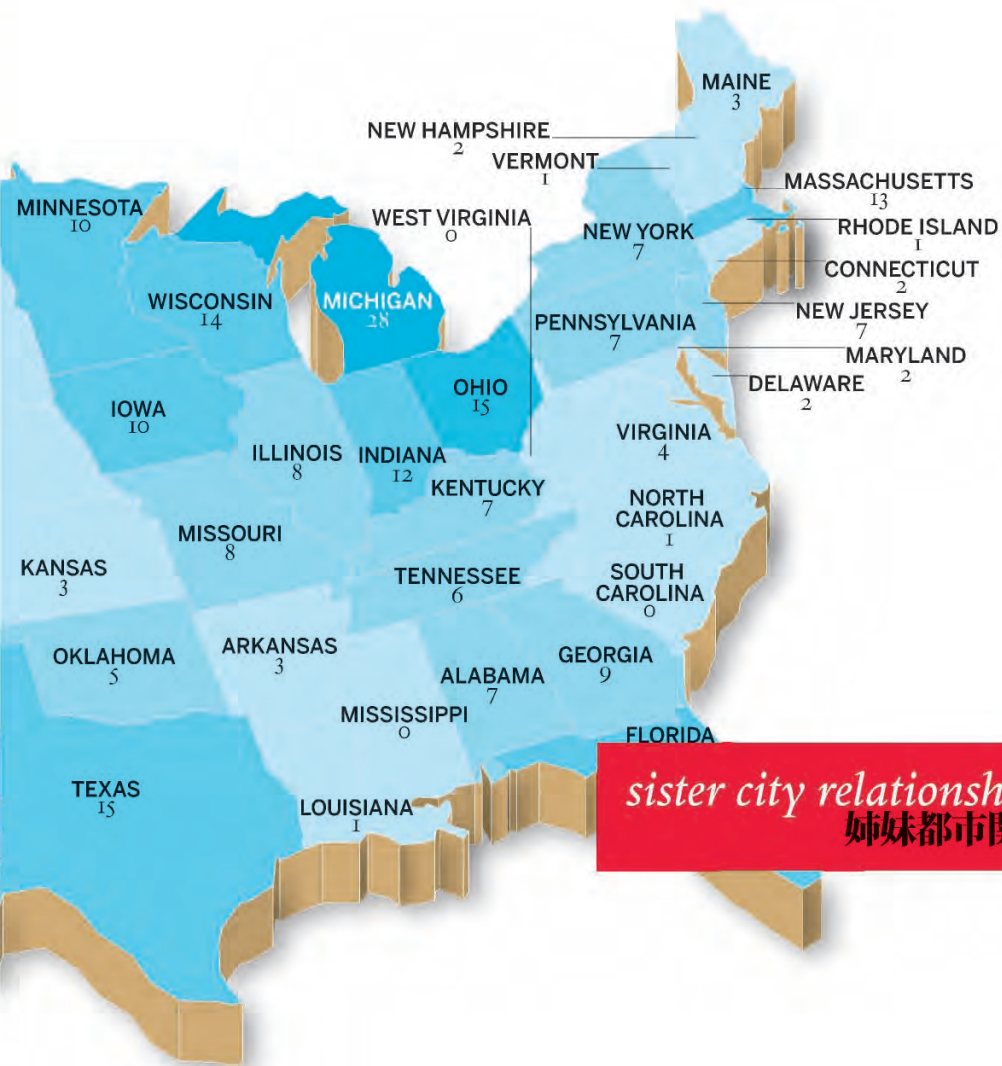 MAINE
3
NEW HAMPSHIRE
2
VERMONT
1
MASSACHUSETTS
13
MINNESOTA
10
WEST VIRGINIA
0
NEW YORK
7
RHODE ISLAND
1
CONNECTICUT
2
WISCONSIN
14
MICHIGAN
28
NEW JERSEY
7
PENNSYLVANIA
7
MARYLAND
2
DELAWARE
2
OHIO
15
IOWA
10
VIRGINIA
4
ILLINOIS
8
INDIANA
12
KENTUCKY
7
NORTH
CAROLINA
1
MISSOURI
8
KANSAS
3
TENNESSEE
6
SOUTH
CAROLINA
0
OKLAHOMA
5
ARKANSAS
3
GEORGIA
9
ALABAMA
7
MISSISSIPPI
0
FLORIDA
TEXAS
15
LOUISIANA
1
sister city relationsh
姉妹都市関